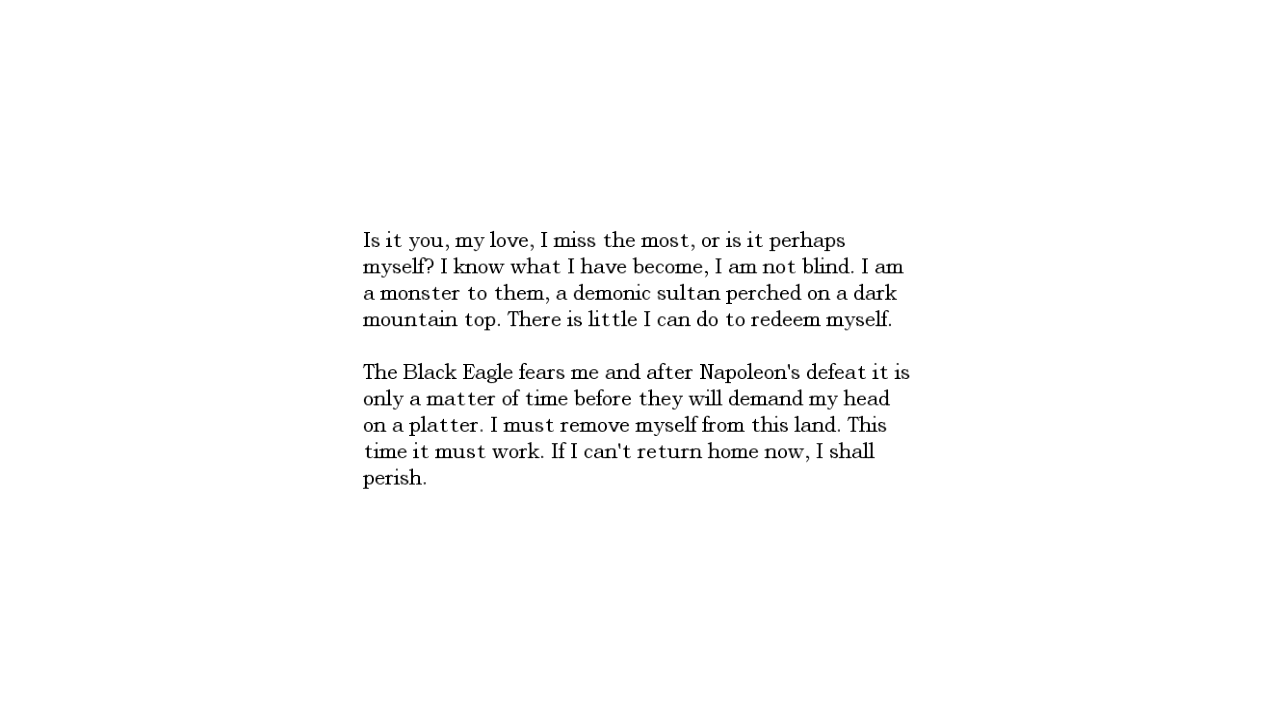 Is it you, my love, I miss the most, or is it perhaps
myself? I know what I have become, I am not blind. I am
a monster to them, a demonic sultan perched on a dark
mountain top. There is little I can do to redeem myself.

The Black Eagle fears me and after Napoleon's defeat it is
only a matter of time before they will demand my head
on a platter. I must remove myself from this land. This
time it must work. If I can't return home now, I shall
perish.